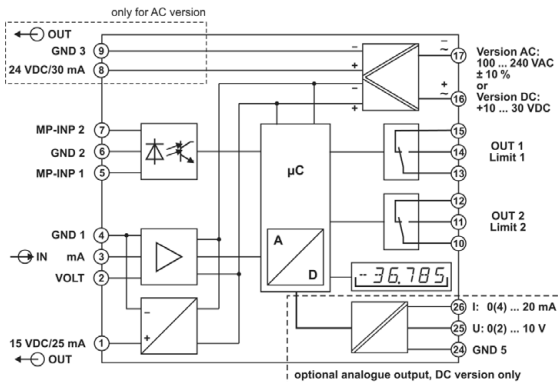 only for AC version
OUT
GND 3 9
24 VDC/30 mA 8
− +
− +
− ~ 17
+ ~ 16
Version AC:
100 ... 240 VAC
± 10 %
or
Version DC:
+10 ... 30 VDC
MP-INP 2 7
GND 2 6
MP-INP 1 5
µC
15
14
13
OUT 1
Limit 1
12
11
10
OUT 2
Limit 2
GND 1 4
IN mA 3
VOLT 2
A
D
-36.785
− +
15 VDC/25 mA 1
OUT
26 I: 0(4) ... 20 mA
25 U: 0(2) ... 10 V
24 GND 5
optional analogue output, DC version only